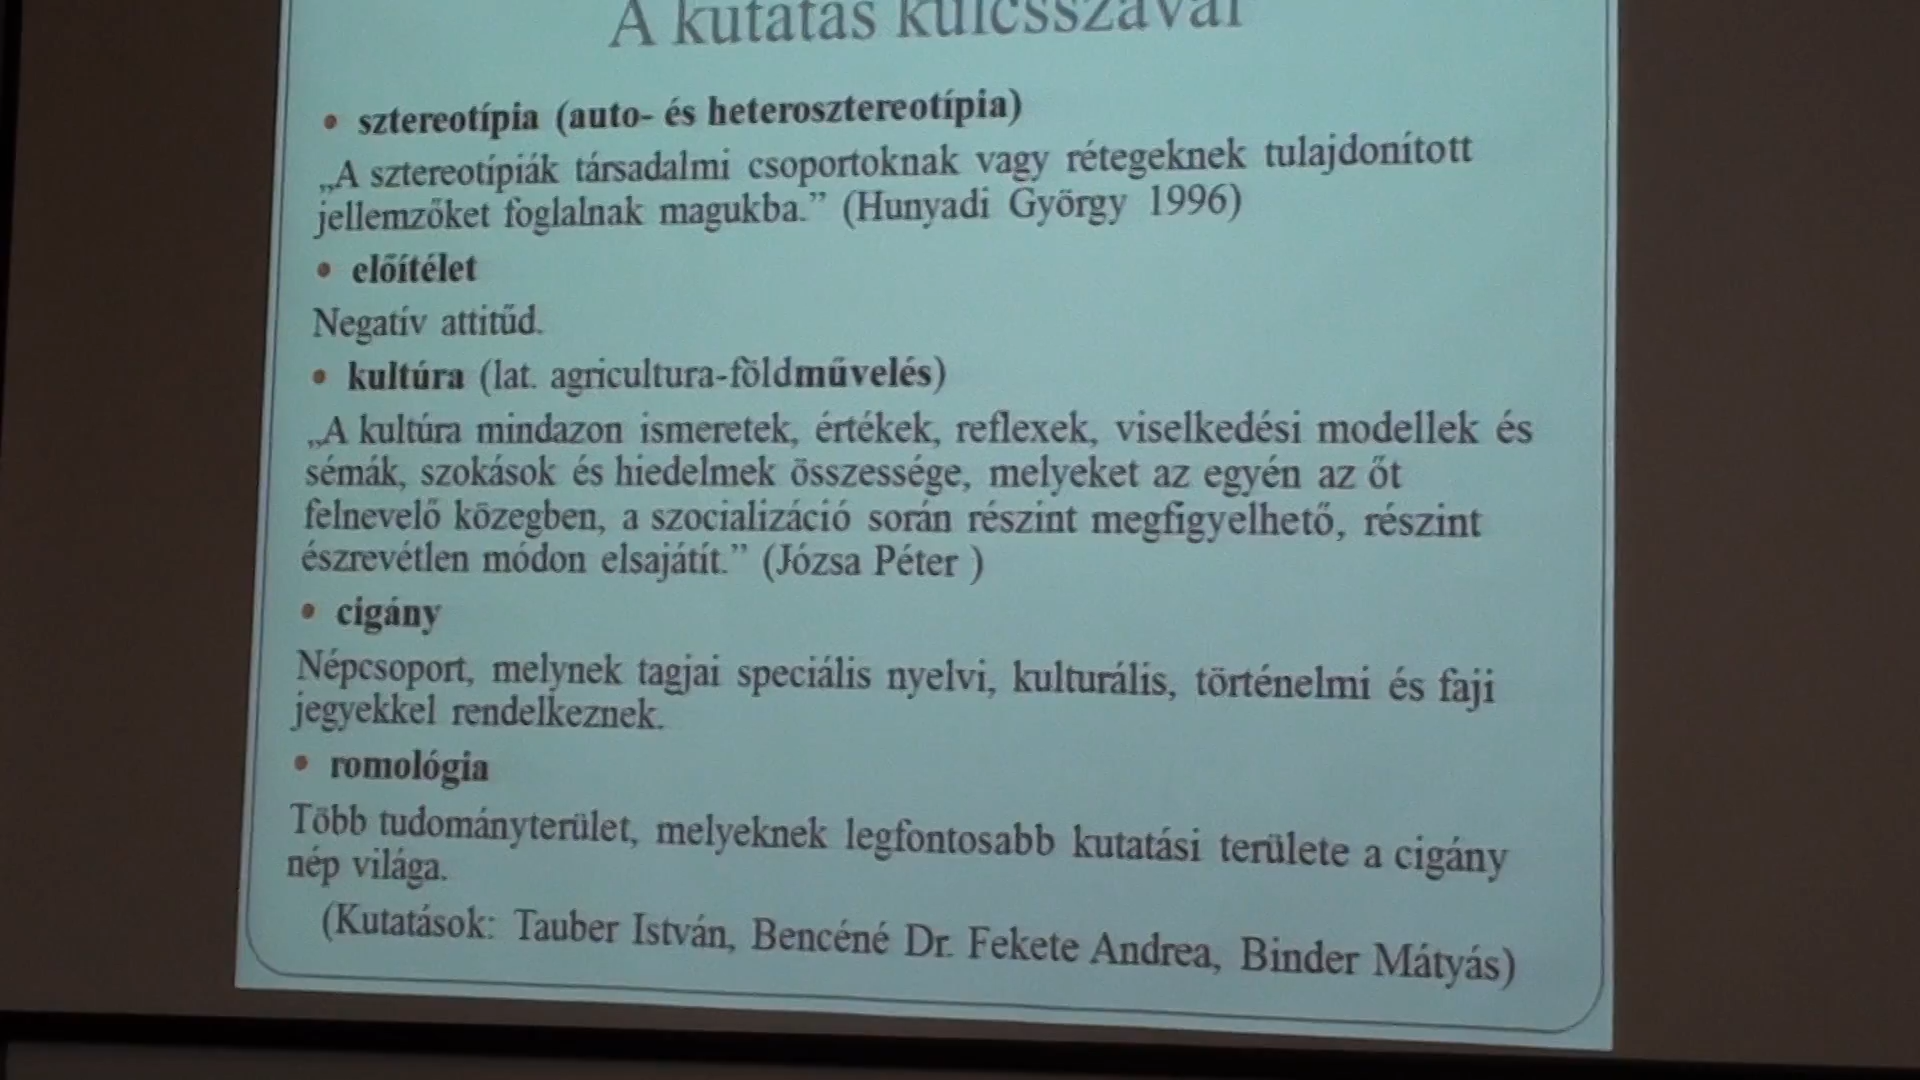 A kutatás kulcsszavai
• sztereotípia (auto- és heterosztereotípia)
„A sztereotípiák társadalmi csoportoknak vagy rétegeknek tulajdonított
jellemzőket foglalnak magukba.” (Hunyadi György 1996)
• előítélet
Negatív attitűd.
• kultúra (lat. agricultura-földművelés)
„A kultúra mindazon ismeretek, értékek, reflexek, viselkedési modellek és
sémák, szokások és hiedelmek összessége, melyeket az egyén az őt
felnevelő közegben, a szocializáció során részint megfigyelhető, részint
észrevétlen módon elsajátít.” (Józsa Péter )
• cigány
Népcsoport, melynek tagjai speciális nyelvi, kulturális, történelmi és faji
jegyekkel rendelkeznek.
• romológia
Több tudományterület, melyeknek legfontosabb kutatási területe a cigány
nép világa.
(Kutatások: Tauber István, Bencéné Dr. Fekete Andrea, Binder Mátyás)